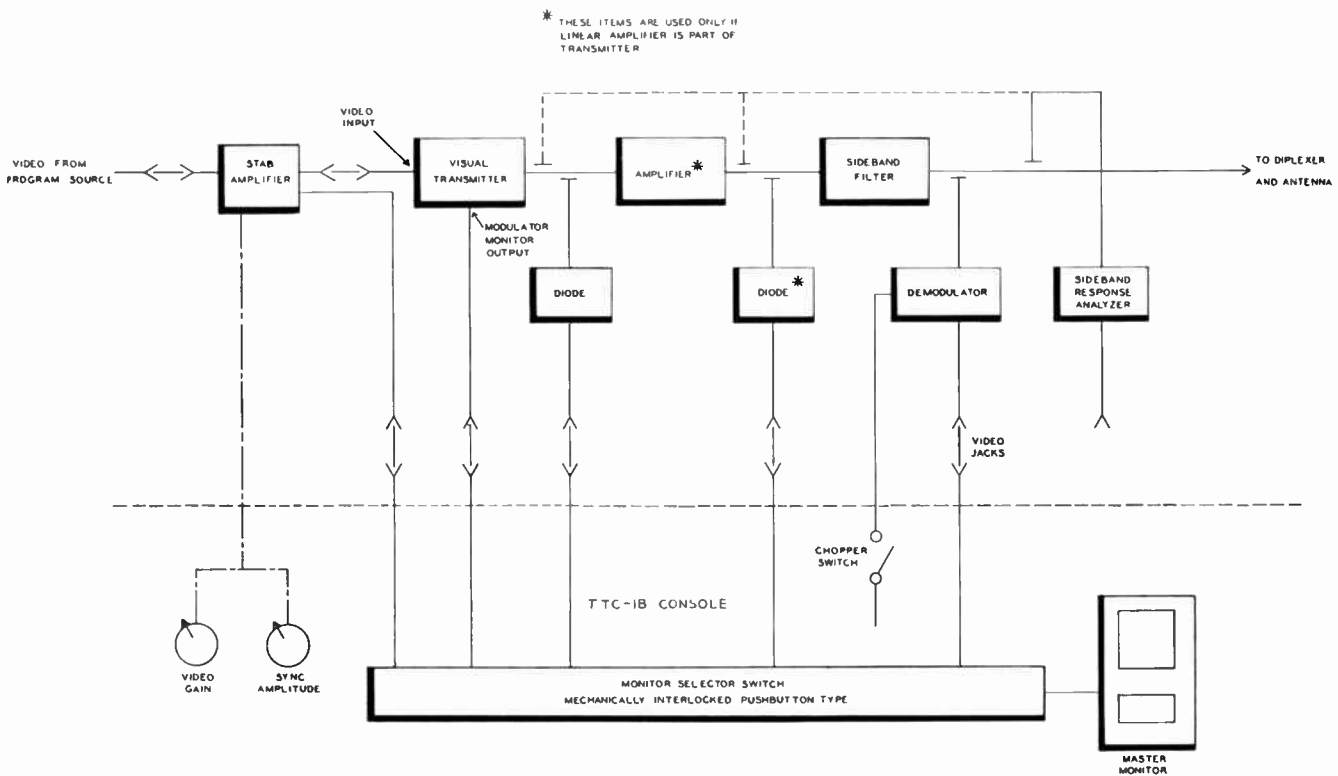 * THESE ITEMS ARE USED ONLY IF
LINEAR AMPLIFIER IS PART OF
TRANSMITTER
VIDEO
INPUT
VIDEO FROM
PROGRAM SOURCE
STAB
AMPLIFIER
VISUAL
TRANSMITTER
AMPLIFIER *
SIDEBAND
FILTER
TO DIPLEXER
AND ANTENNA
MODULATOR
MONITOR
OUTPUT
DIODE
DIODE *
DEMODULATOR
SIDEBAND
RESPONSE
ANALYZER
VIDEO
JACKS
CHOPPER
SWITCH
TTC-1B CONSOLE
VIDEO
GAIN
SYNC
AMPLITUDE
MONITOR SELECTOR SWITCH
MECHANICALLY INTERLOCKED PUSHBUTTON TYPE
MASTER
MONITOR